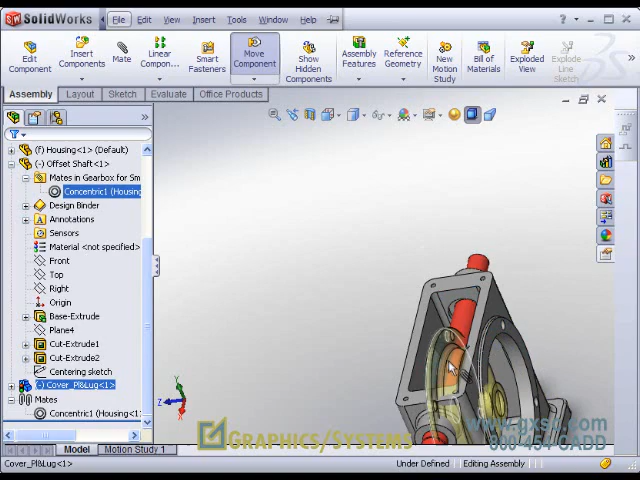 SolidWorks File Edit View Insert Tools Window Help
Edit Component
Insert Components
Mate
Linear Compon...
Smart Fasteners
Move Component
Show Hidden Components
Assembly Features
Reference Geometry
New Motion Study
Bill of Materials
Exploded View
Explode Line Sketch
Assembly Layout Sketch Evaluate Office Products
(f) Housing<1> (Default)
(-) Offset Shaft<1>
Mates in Gearbox for Sm
Concentric1 (Housing
Design Binder
Annotations
Sensors
Material <not specified>
Front
Top
Right
Origin
Base-Extrude
Plane4
Cut-Extrude1
Cut-Extrude2
Centering sketch
(-) Cover_Pl&Lug<1>
Mates
Concentric1 (Housing<1
Y
Z
X
GRAPHICS/SYSTEMS
800-454-CADD
Model Motion Study 1
Cover_Pl&Lug<1> Under Defined Editing Assembly